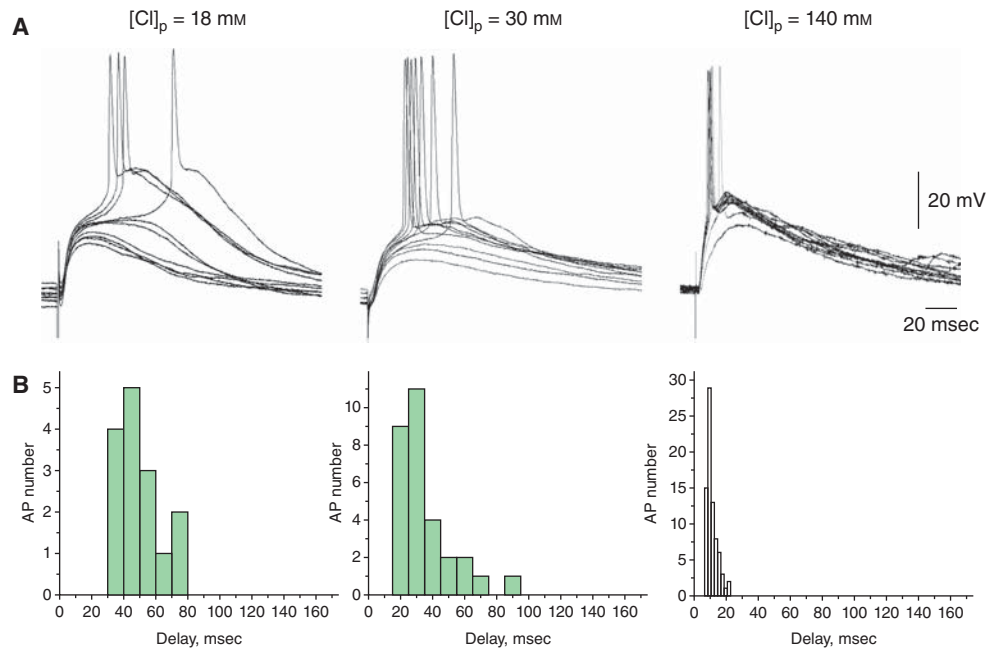 A
[Cl]p = 18 mM
[Cl]p = 30 mM
[Cl]p = 140 mM
20 mV
20 msec
B
AP number
5
4
3
2
1
0
0 20 40 60 80 100 120 140 160
Delay, msec
AP number
10
8
6
4
2
0
0 20 40 60 80 100 120 140 160
Delay, msec
AP number
30
25
20
15
10
5
0
0 20 40 60 80 100 120 140 160
Delay, msec